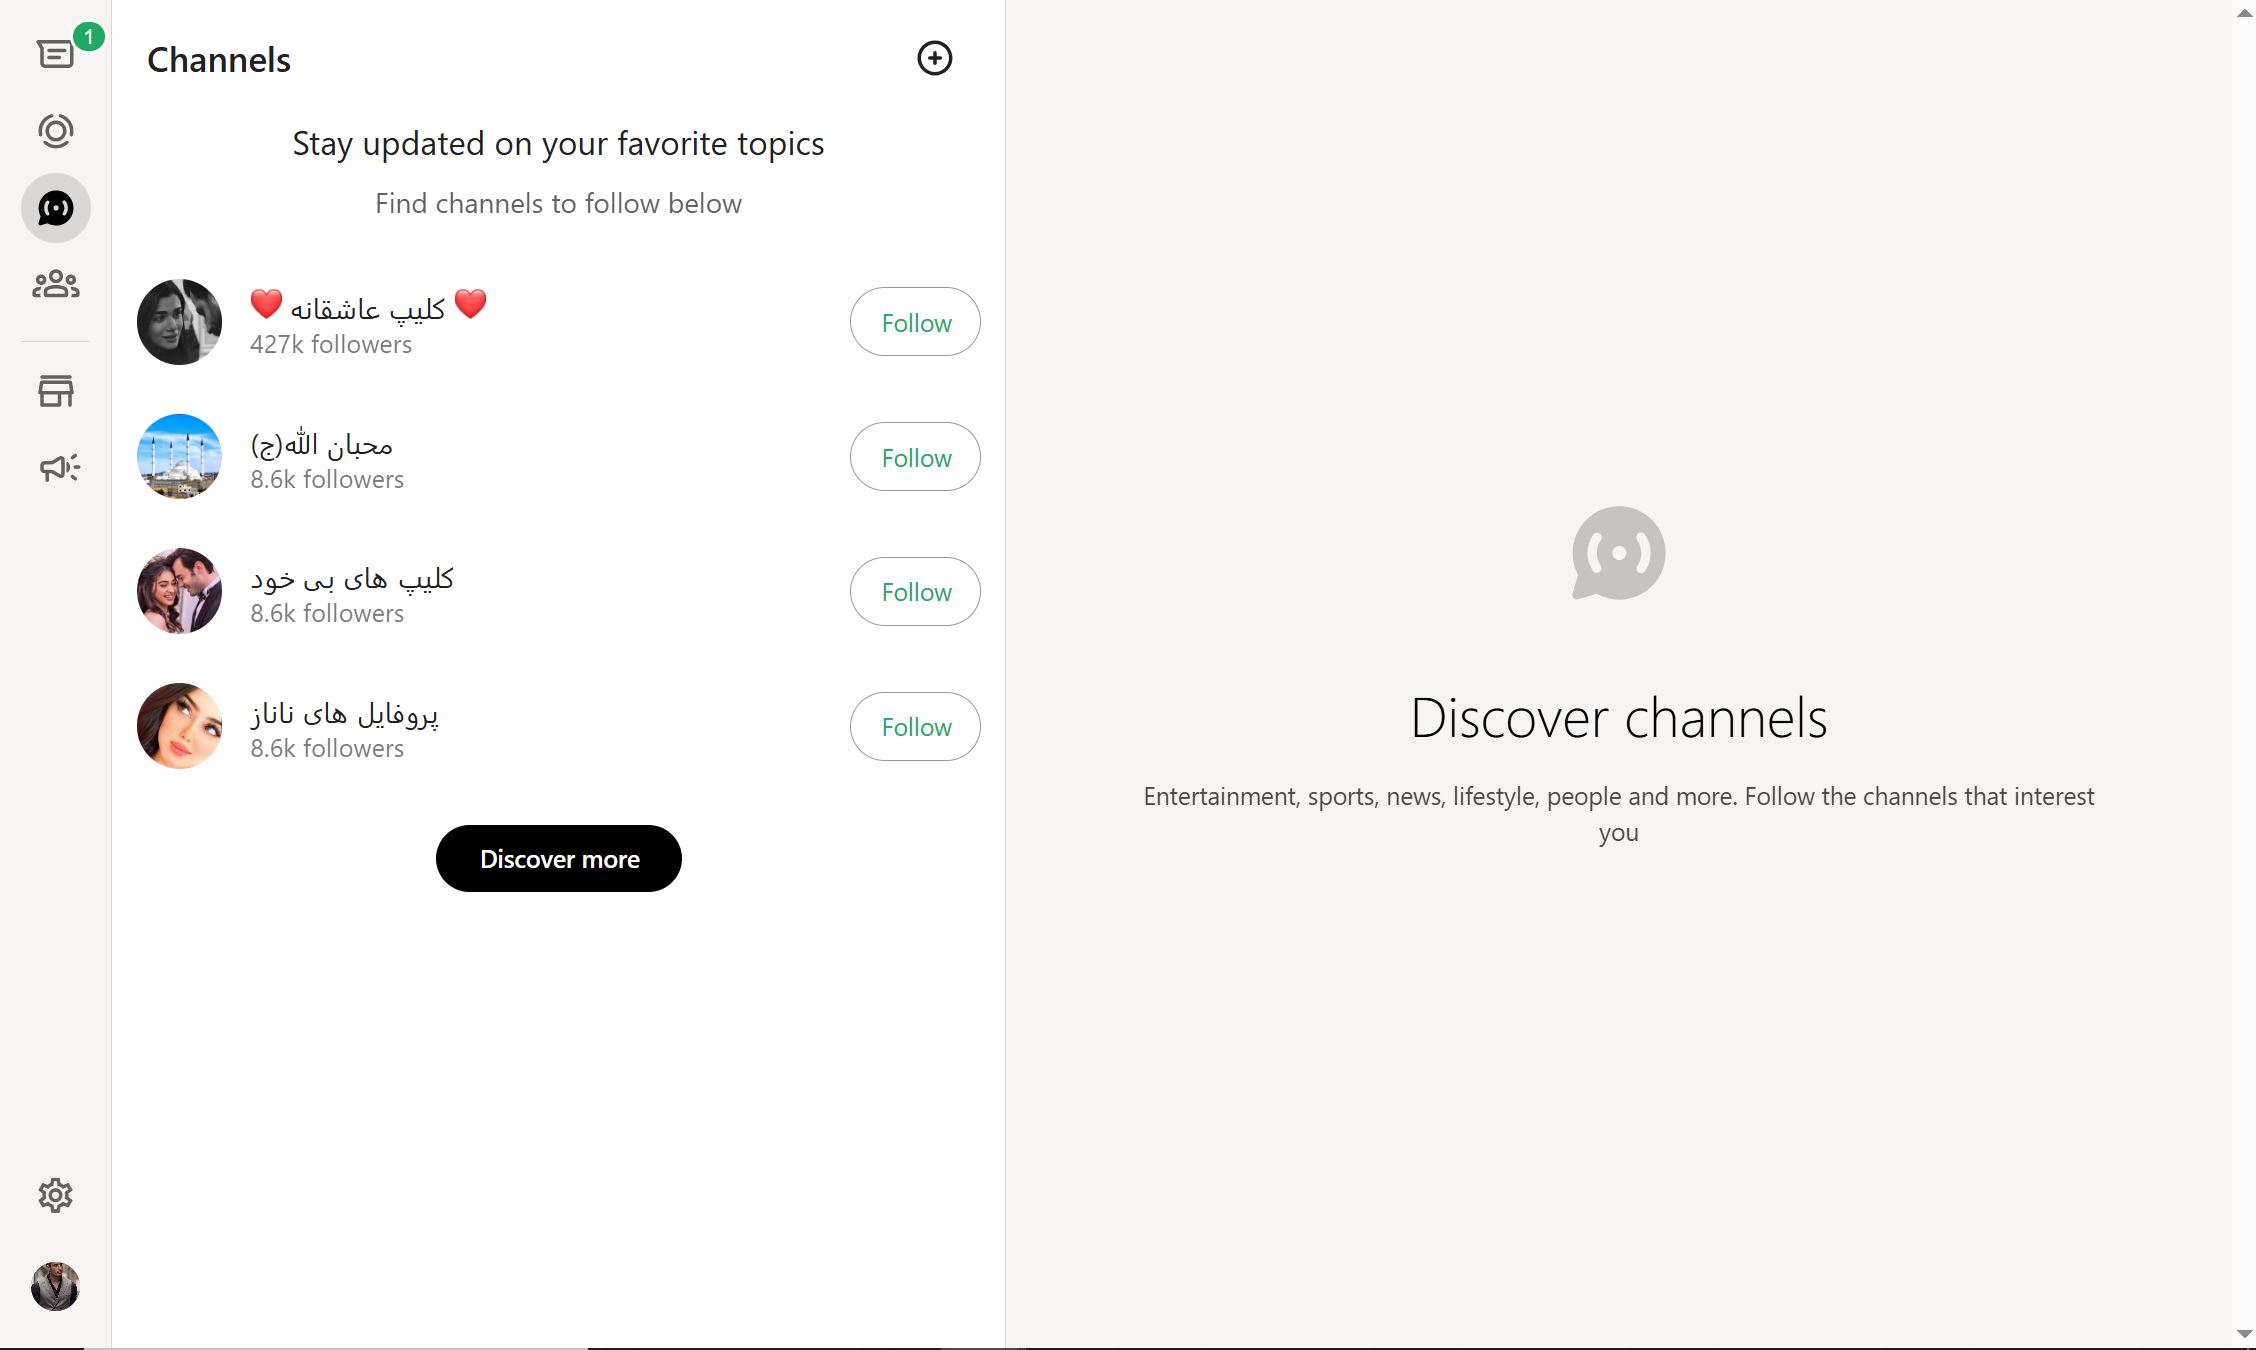 1
Channels
Stay updated on your favorite topics
Find channels to follow below
❤️ کلیپ عاشقانه ❤️
427k followers
Follow
محبان الله(ج)
8.6k followers
Follow
کلیپ های بی خود
8.6k followers
Follow
پروفایل های ناناز
8.6k followers
Follow
Discover more
Discover channels
Entertainment, sports, news, lifestyle, people and more. Follow the channels that interest
you